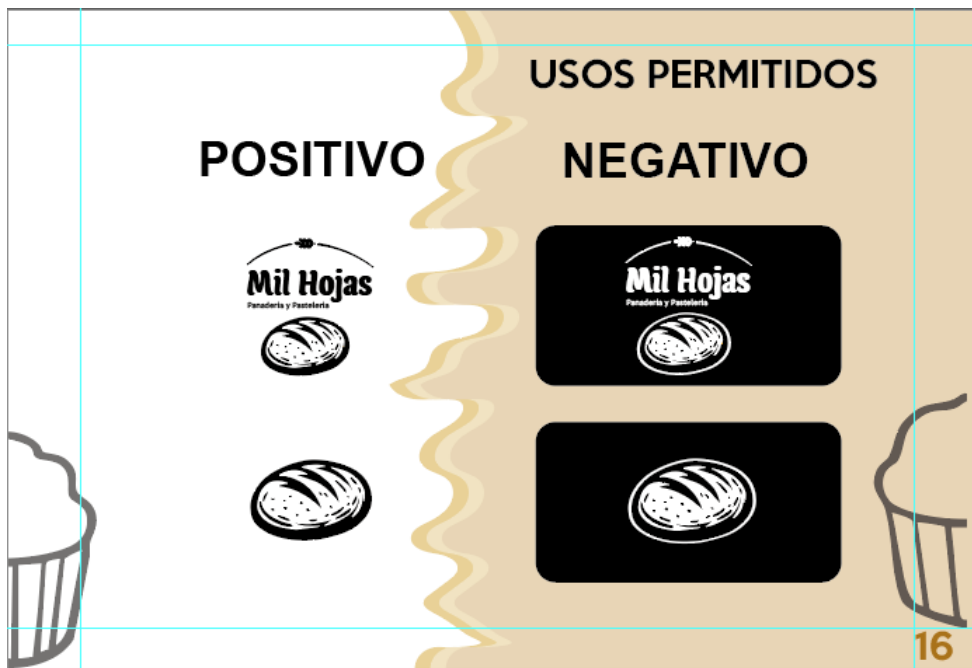 USOS PERMITIDOS
POSITIVO
NEGATIVO
Mil Hojas
Panadería y Pastelería
Mil Hojas
Panadería y Pastelería
16